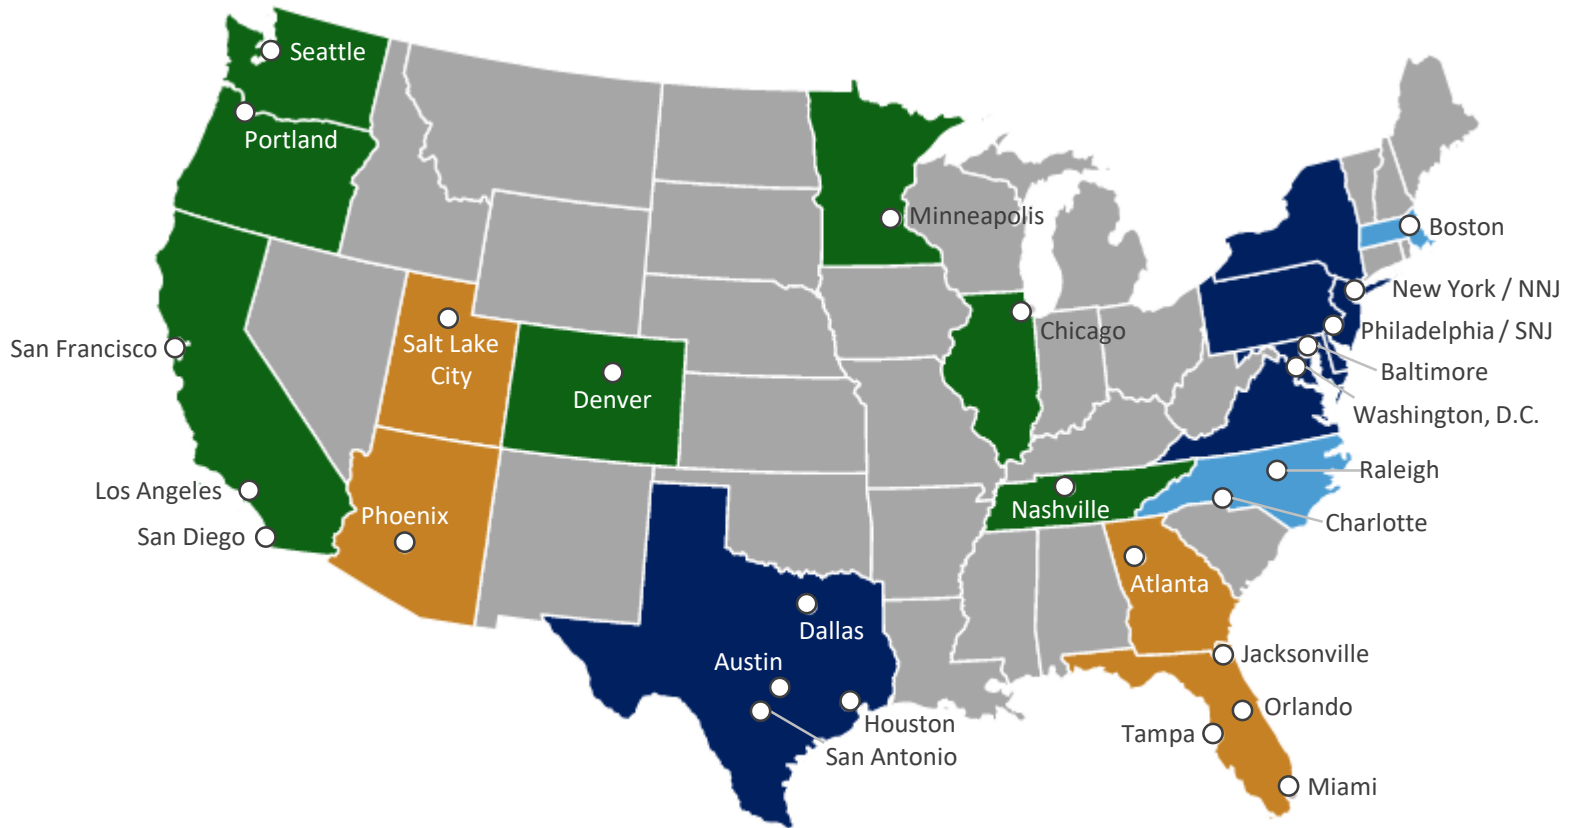 Seattle
Portland
Minneapolis
Boston
New York / NNJ
Chicago
Philadelphia / SNJ
San Francisco
Salt Lake
City
Baltimore
Denver
Washington, D.C.
Raleigh
Los Angeles
Nashville
Phoenix
Charlotte
San Diego
Atlanta
Dallas
Jacksonville
Austin
Orlando
Houston
Tampa
San Antonio
Miami